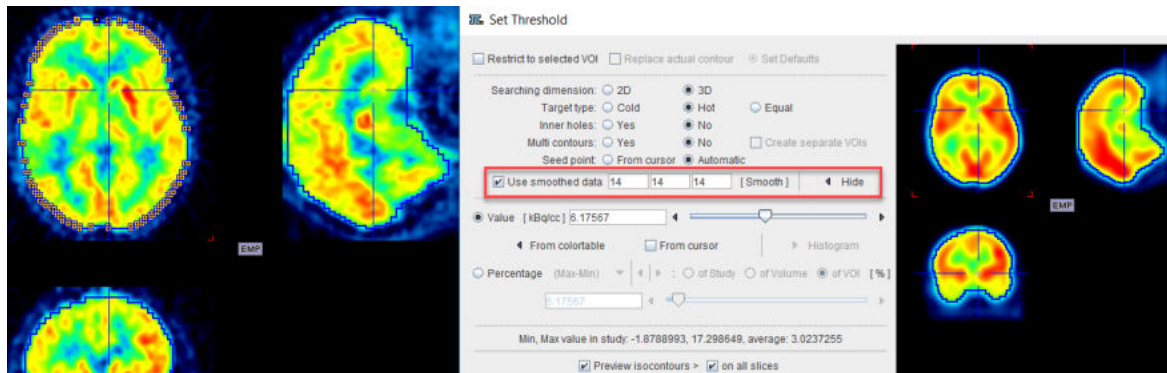 Set Threshold
Restrict to selected VOI Replace actual contour Set Defaults
Searching dimension: 2D 3D
Target type: Cold Hot Equal
Inner holes: Yes No
Multi contours: Yes No Create separate VOIs
Seed point: From cursor Automatic
Use smoothed data 14 14 14 [ Smooth ] Hide
Value [ kBq/cc ] 6.17567
EMP
EMP
From colortable From cursor Histogram
Percentage (Max-Min) : of Study of Volume of VOI [ % ]
6.17567
Min, Max value in study: -1.8788993, 17.298649, average: 3.0237255
Preview isocontours > on all slices